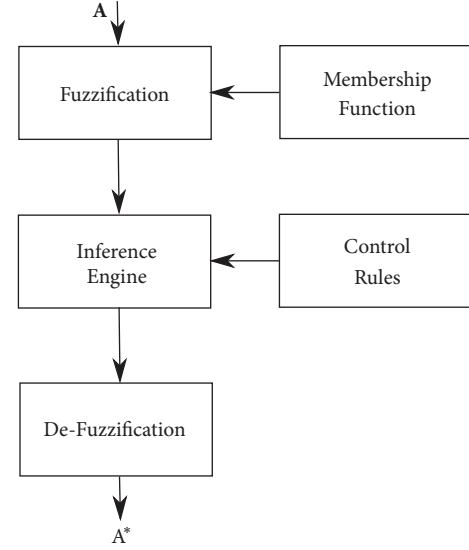 A
Fuzzification
Membership
Function
Inference
Engine
Control
Rules
De-Fuzzification
A*